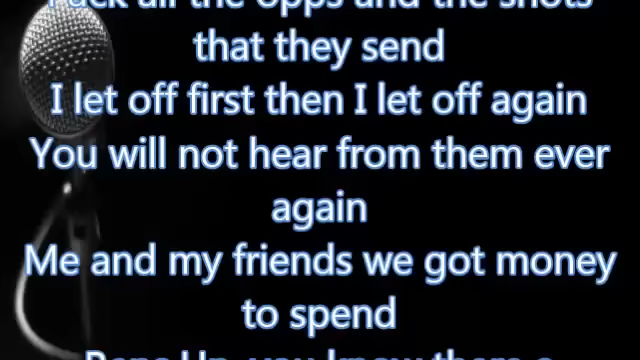 Fuck all the opps and the shots
that they send
I let off first then I let off again
You will not hear from them ever
again
Me and my friends we got money
to spend